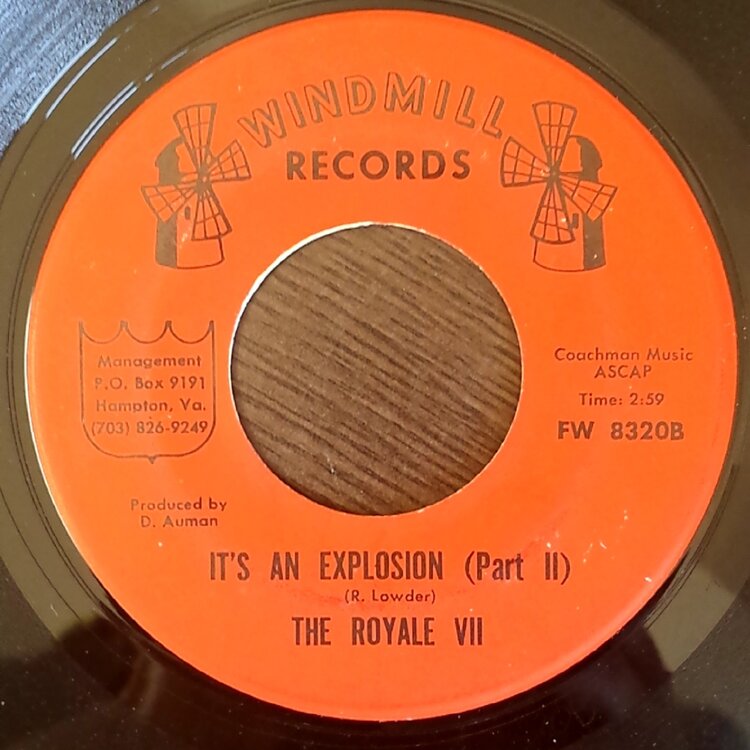 WINDMILL
RECORDS
Management
P.O. Box 9191
Hampton, Va.
(703) 826-9249
Coachman Music
ASCAP
Time: 2:59
FW 8320B
Produced by
D. Auman
IT'S AN EXPLOSION (Part II)
(R. Lowder)
THE ROYALE VII